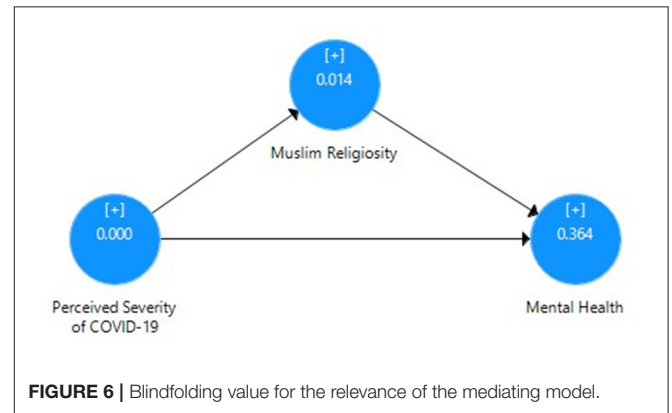 [+]
0.014
Muslim Religiosity
[+]
0.000
[+]
0.364
Perceived Severity
of COVID-19
Mental Health
FIGURE 6 | Blindfolding value for the relevance of the mediating model.